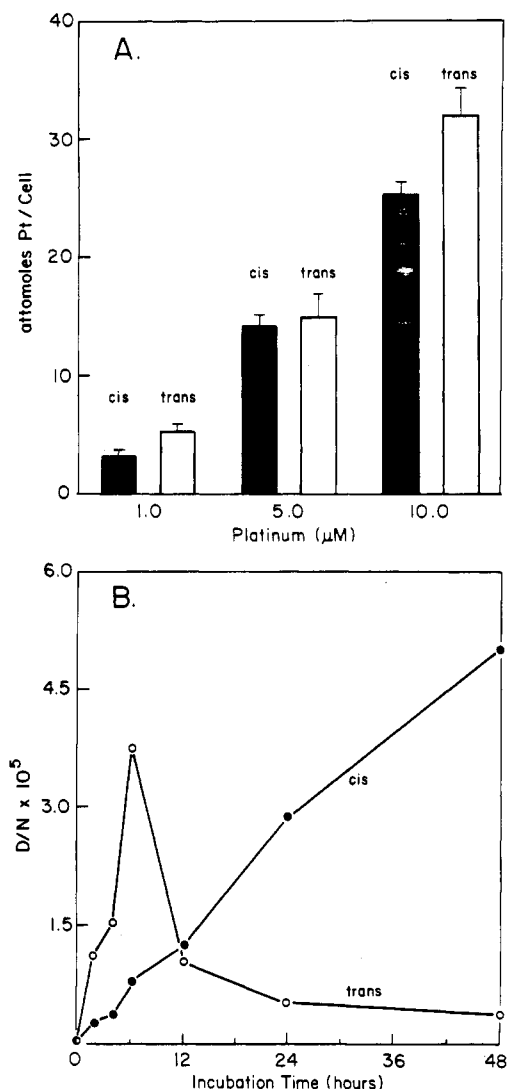 A.
40
30
20
10
0
attomoles Pt/Cell
cis trans
cis trans
cis trans
1.0 5.0 10.0
Platinum (μM)
B.
6.0
4.5
3.0
1.5
D/N x 10⁵
cis
trans
0 12 24 36 48
Incubation Time (hours)